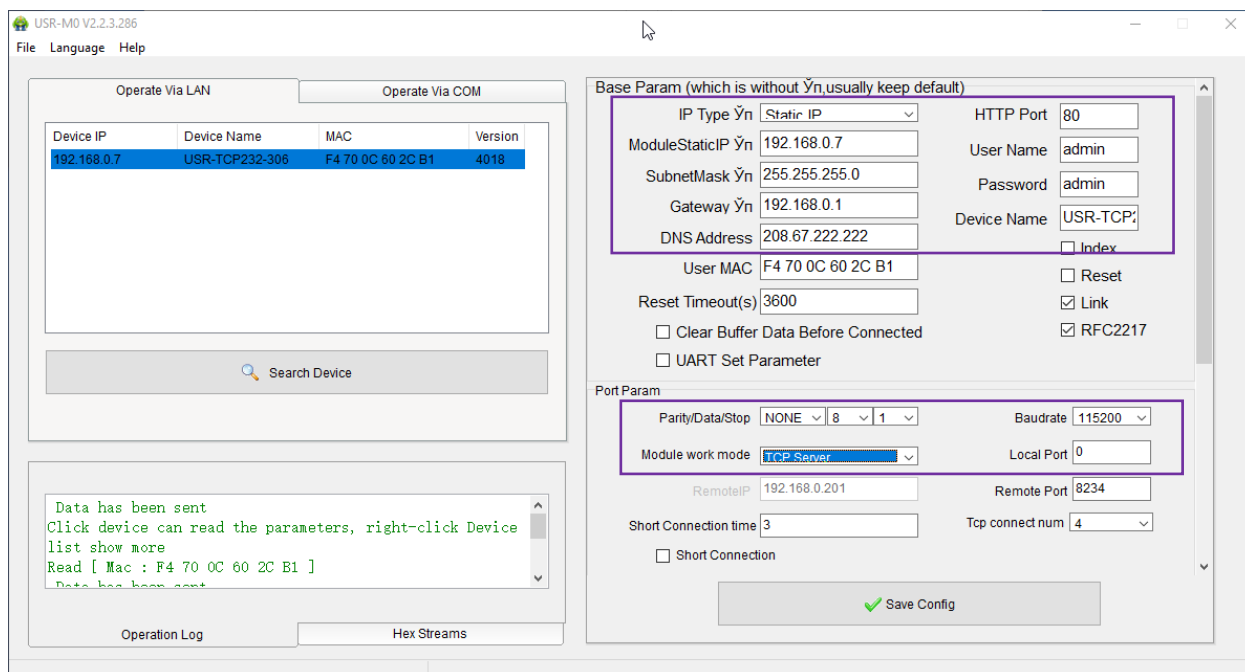 USR-M0 V2.2.3.286
File Language Help
Operate Via LAN
Operate Via COM
Device IP Device Name MAC Version
192.168.0.7 USR-TCP232-306 F4 70 0C 60 2C B1 4018
Search Device
Data has been sent
Click device can read the parameters, right-click Device
list show more
Read [ Mac : F4 70 0C 60 2C B1 ]
Data has been sent
Operation Log
Hex Streams
Base Param (which is without Ўп,usually keep default)
IP Type Ўп Static IP
HTTP Port 80
ModuleStaticIP Ўп 192.168.0.7
User Name admin
SubnetMask Ўп 255.255.255.0
Password admin
Gateway Ўп 192.168.0.1
Device Name USR-TCP2
DNS Address 208.67.222.222
Index
User MAC F4 70 0C 60 2C B1
Reset
Reset Timeout(s) 3600
Link
Clear Buffer Data Before Connected
RFC2217
UART Set Parameter
Port Param
Parity/Data/Stop NONE 8 1
Baudrate 115200
Module work mode TCP Server
Local Port 0
RemoteIP 192.168.0.201
Remote Port 8234
Short Connection time 3
Tcp connect num 4
Short Connection
Save Config